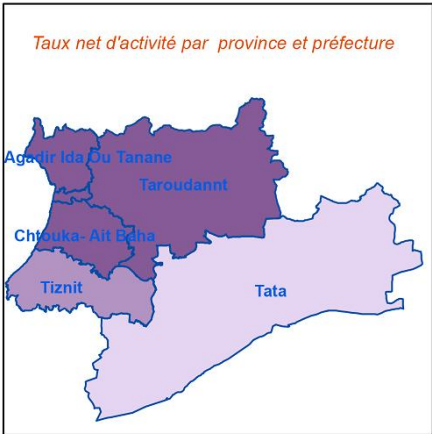 Taux net d'activité par province et préfecture
Agadir Ida Ou Tanane
Taroudannt
Chtouka- Ait Baha
Tiznit
Tata